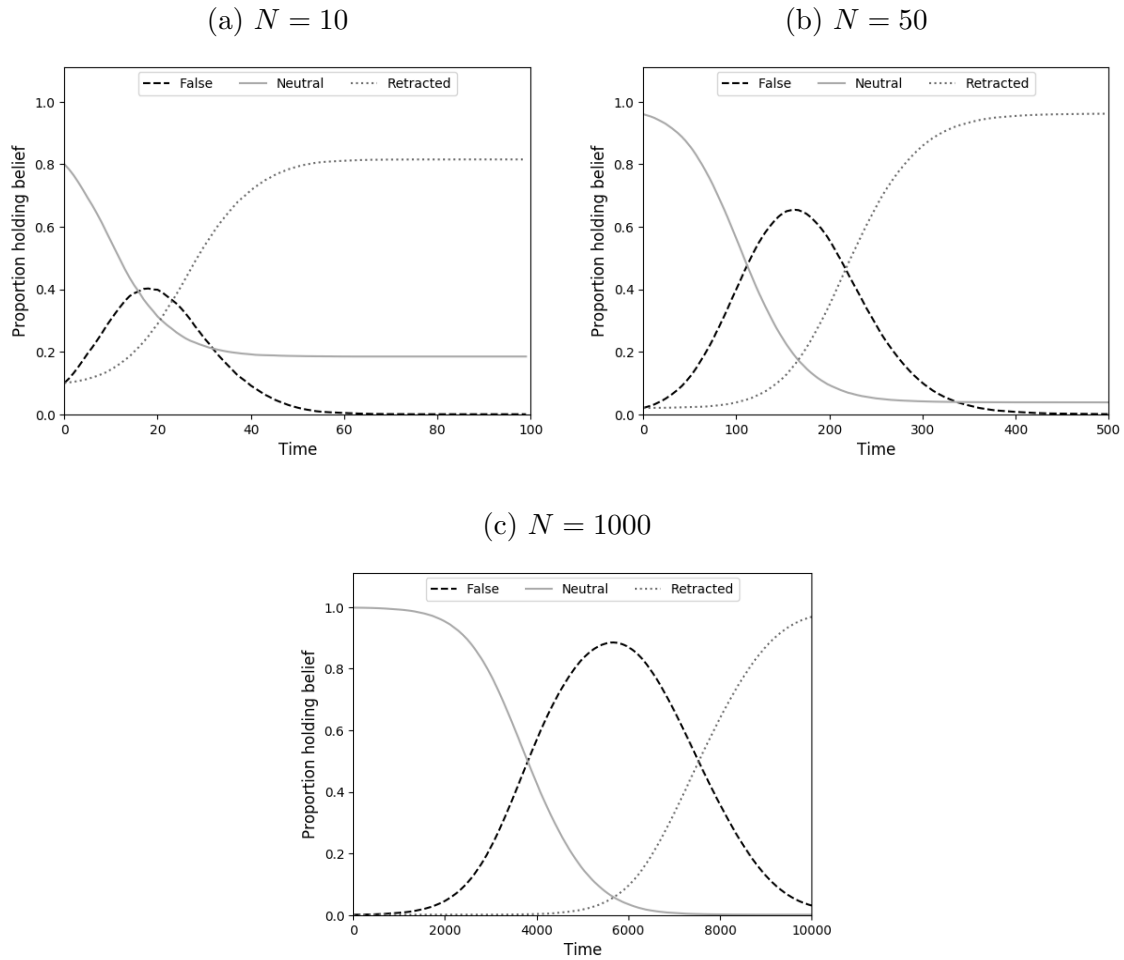 (a) N = 10
False Neutral Retracted
Proportion holding belief
1.0
0.8
0.6
0.4
0.2
0.0
0 20 40 60 80 100
Time
(b) N = 50
False Neutral Retracted
Proportion holding belief
1.0
0.8
0.6
0.4
0.2
0.0
0 100 200 300 400 500
Time
(c) N = 1000
False Neutral Retracted
Proportion holding belief
1.0
0.8
0.6
0.4
0.2
0.0
0 2000 4000 6000 8000 10000
Time